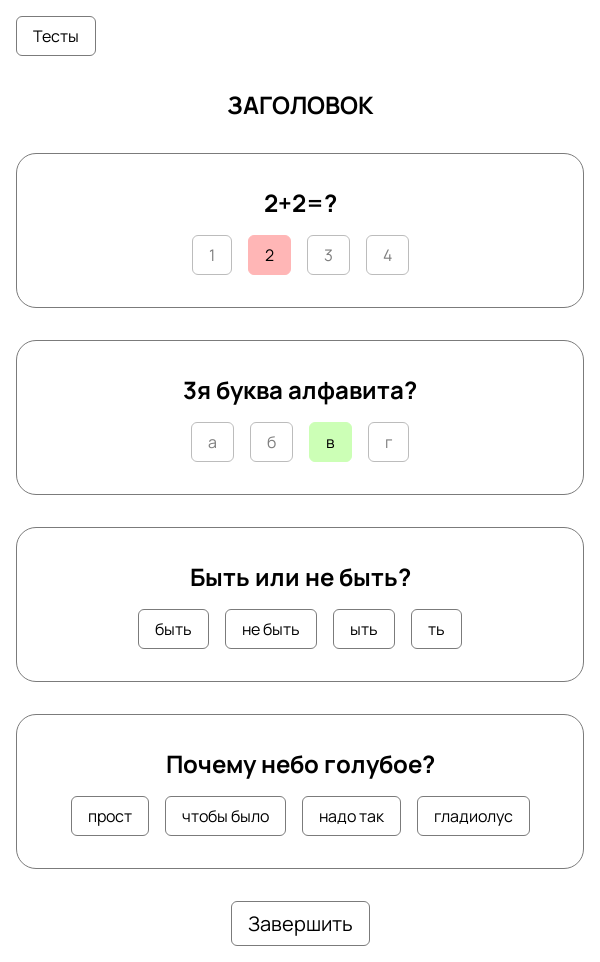 Тесты
ЗАГОЛОВОК
2+2=?
1 2 3 4
3я буква алфавита?
а б в г
Быть или не быть?
быть не быть ыть ть
Почему небо голубое?
прост чтобы было надо так гладиолус
Завершить